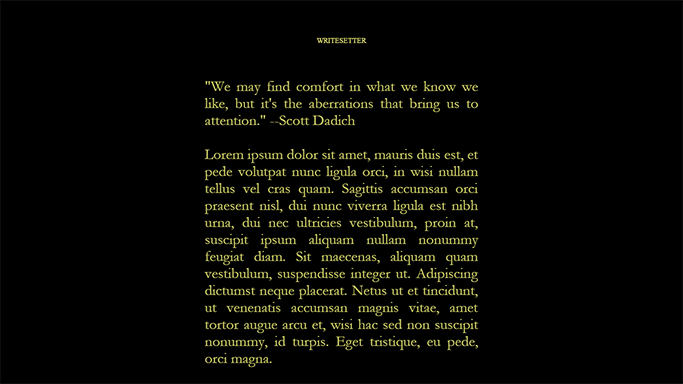 WRITESETTER
"We may find comfort in what we know we
like, but it's the aberrations that bring us to
attention." --Scott Dadich
Lorem ipsum dolor sit amet, mauris duis est, et
pede volutpat nunc ligula orci, in wisi nullam
tellus vel cras quam. Sagittis accumsan orci
praesent nisl, dui nunc viverra ligula est nibh
urna, dui nec ultricies vestibulum, proin at,
suscipit ipsum aliquam nullam nonummy
feugiat diam. Sit maecenas, aliquam quam
vestibulum, suspendisse integer ut. Adipiscing
dictumst neque placerat. Netus ut et tincidunt,
ut venenatis accumsan magnis vitae, amet
tortor augue arcu et, wisi hac sed non suscipit
nonummy, id turpis. Eget tristique, eu pede,
orci magna.